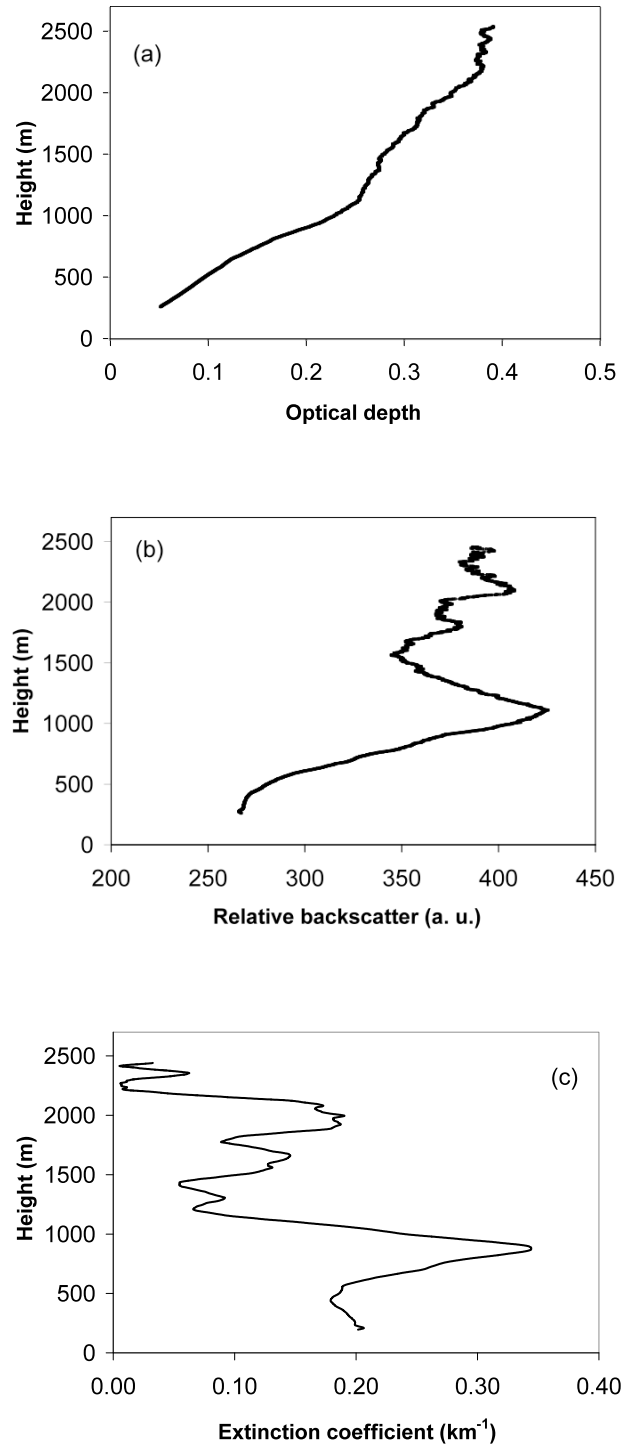 (a)
Height (m)
2500
2000
1500
1000
500
0
0 0.1 0.2 0.3 0.4 0.5
Optical depth
(b)
Height (m)
2500
2000
1500
1000
500
0
200 250 300 350 400 450
Relative backscatter (a. u.)
(c)
Height (m)
2500
2000
1500
1000
500
0
0.00 0.10 0.20 0.30 0.40
Extinction coefficient (km⁻¹)